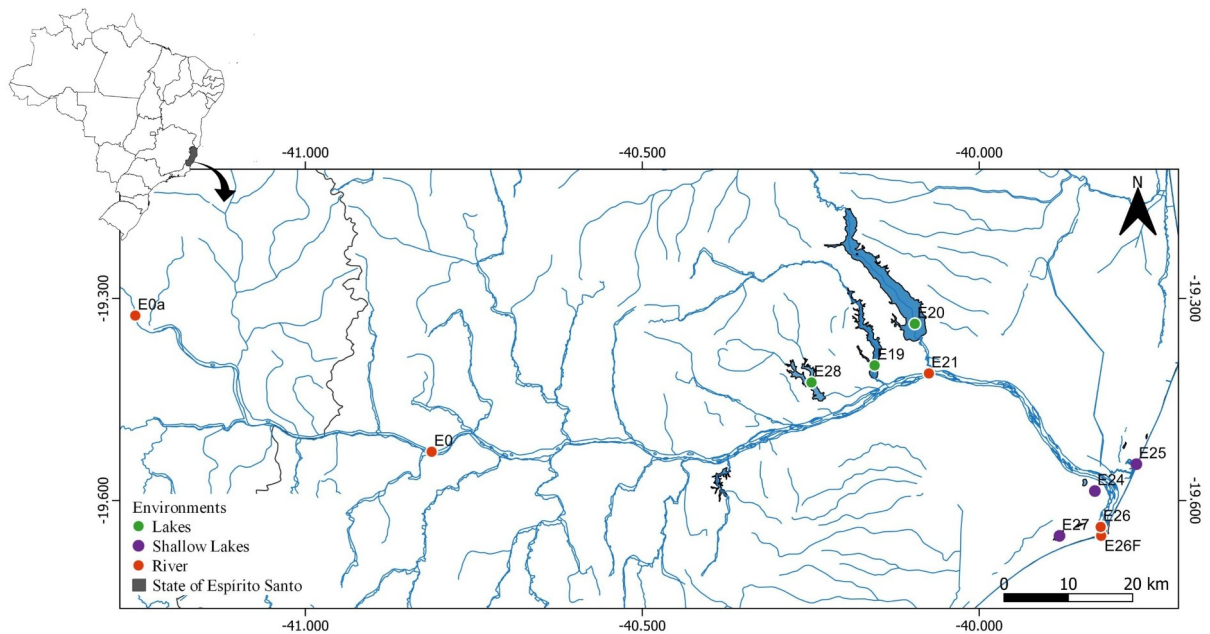 -41.000 -40.500 -40.000
N
-19.300 -19.300
E0a
E20
E19
E21
E28
E0
E25
E24
-19.600 -19.600
E26
E27
E26F
Environments
Lakes
Shallow Lakes
River
State of Espirito Santo
0 10 20 km
-41.000 -40.500 -40.000